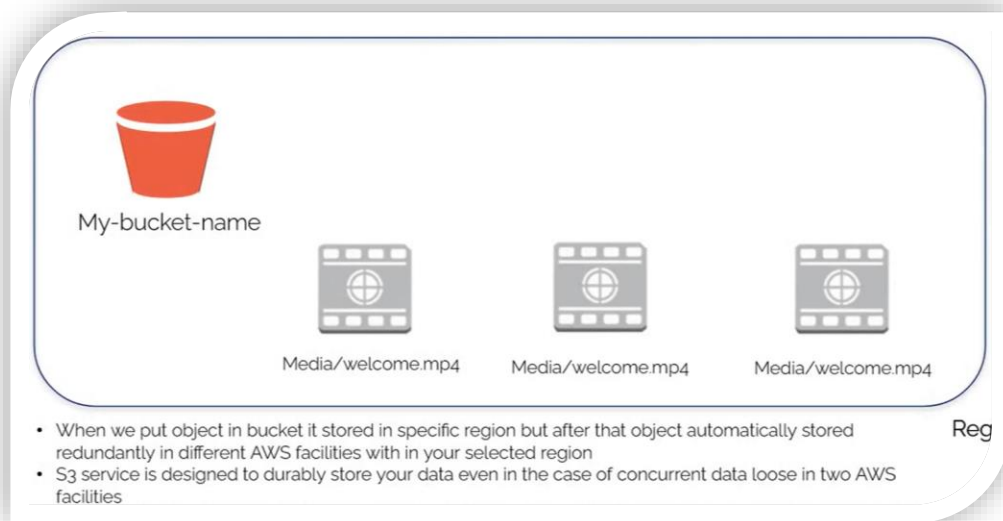 My-bucket-name
Media/welcome.mp4 Media/welcome.mp4 Media/welcome.mp4
• When we put object in bucket it stored in specific region but after that object automatically stored
redundantly in different AWS facilities with in your selected region
Reg
• S3 service is designed to durably store your data even in the case of concurrent data loose in two AWS
facilities